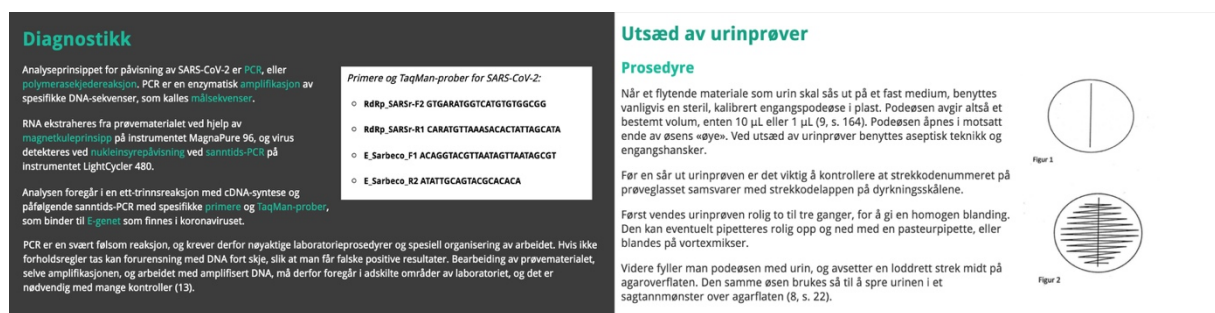 Diagnostikk
Analyseprinsippet for påvisning av SARS-CoV-2 er PCR, eller
polymerasekjedereaksjon. PCR er en enzymatisk amplifikasjon av
spesifikke DNA-sekvenser, som kalles målsekvenser.
RNA ekstraheres fra prøvematerialet ved hjelp av
magnetkuleprinsipp på instrumentet MagnaPure 96, og virus
detekteres ved nukleinsyrepåvisning ved sanntids-PCR på
instrumentet LightCycler 480.
Analysen foregår i en ett-trinnsreaksjon med cDNA-syntese og
påfølgende sanntids-PCR med spesifikke primere og TaqMan-prober,
som binder til E-genet som finnes i koronaviruset.
Primere og TaqMan-prober for SARS-CoV-2:
RdRp_SARSr-F2 GTGARATGGTCATGTGTGGCGG
RdRp_SARSr-R1 CARATGTTAAASACACTATTAGCATA
E_Sarbeco_F1 ACAGGTACGTTAATAGTTAATAGCGT
E_Sarbeco_R2 ATATTGCAGTACGCACACA
PCR er en svært følsom reaksjon, og krever derfor nøyaktige laboratorieprosedyrer og spesiell organisering av arbeidet. Hvis ikke
forholdsregler tas kan forurensning med DNA fort skje, slik at man får falske positive resultater. Bearbeiding av prøvematerialet,
selve amplifikasjonen, og arbeidet med amplifisert DNA, må derfor foregår i adskilte områder av laboratoriet, og det er
nødvendig med mange kontroller (13).
Utsæd av urinprøver
Prosedyre
Når et flytende materiale som urin skal sås ut på et fast medium, benyttes
vanligvis en steril, kalibrert engangspodeøse i plast. Podeøsen avgir altså et
bestemt volum, enten 10 µL eller 1 µL (9, s. 164). Podeøsen åpnes i motsatt
ende av øsens «øye». Ved utsæd av urinprøver benyttes aseptisk teknikk og
engangshansker.
Før en sår ut urinprøven er det viktig å kontrollere at strekkodenummeret på
prøveglasset samsvarer med strekkodelappen på dyrkningsskålene.
Først vendes urinprøven rolig to til tre ganger, for å gi en homogen blanding.
Den kan eventuelt pipetteres rolig opp og ned med en pasteurpipette, eller
blandes på vortexmikser.
Videre fyller man podeøsen med urin, og avsetter en loddrett strek midt på
agaroverflaten. Den samme øsen brukes så til å spre urinen i et
sagtannmønster over agarflaten (8, s. 22).
Figur 1
Figur 2